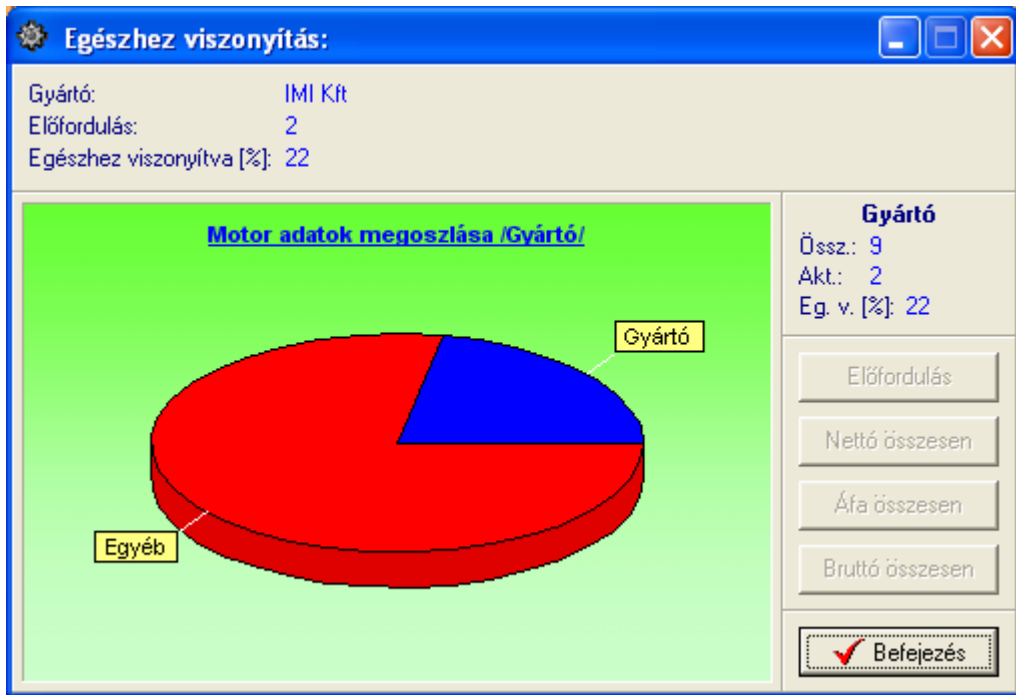 Egészhez viszonyítás:
Gyártó: IMI Kft
Előfordulás: 2
Egészhez viszonyítva [%]: 22
Motor adatok megoszlása /Gyártó/
Gyártó
Egyéb
Gyártó
Össz.: 9
Akt.: 2
Eg. v. [%]: 22
Előfordulás
Nettó összesen
Áfa összesen
Bruttó összesen
Befejezés